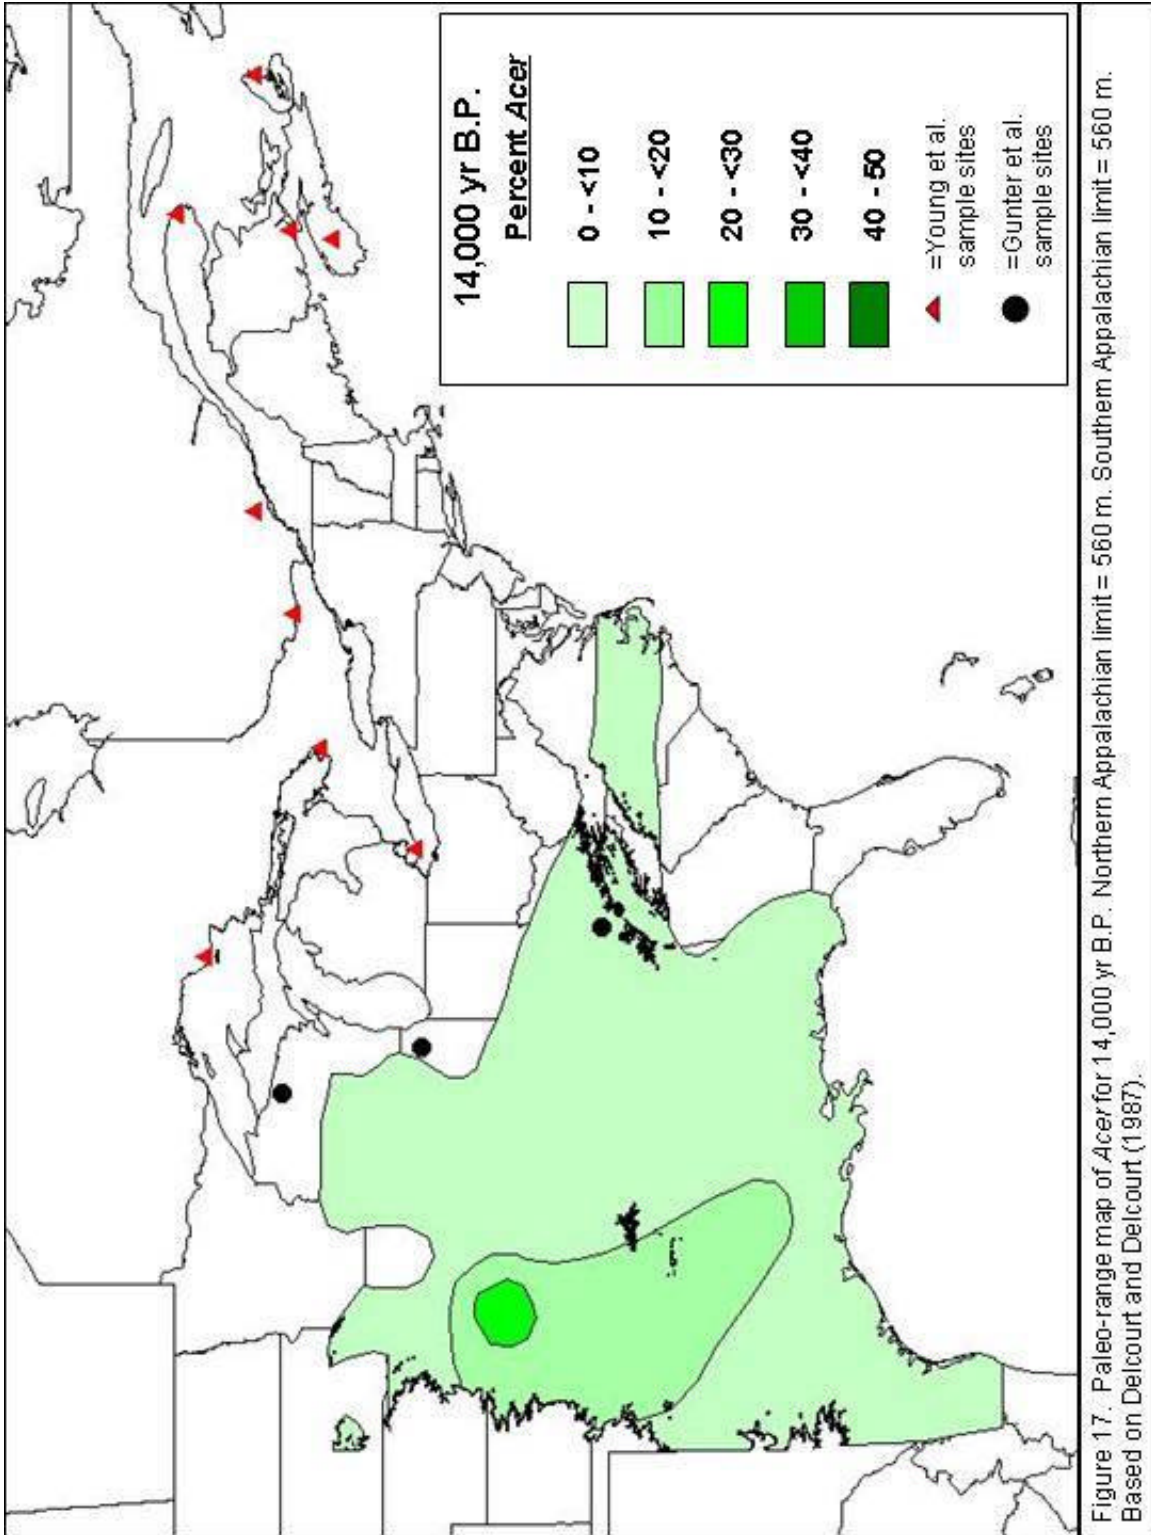 14,000 yr B.P.
Percent Acer
0 - <10
10 - <20
20 - <30
30 - <40
40 - 50
=Young et al.
sample sites
=Gunter et al.
sample sites
Figure 17. Paleo-range map of Acer for 14,000 yr B.P. Northern Appalachian limit = 560 m. Southern Appalachian limit = 560 m.
Based on Delcourt and Delcourt (1987).